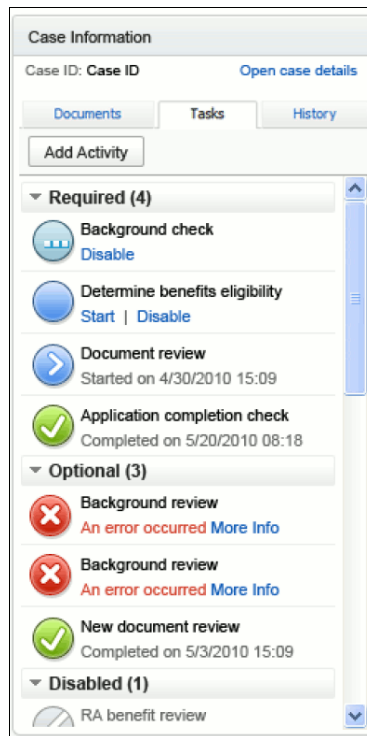 Case Information
Case ID: Case ID Open case details
Documents Tasks History
Add Activity
Required (4)
Background check
Disable
Determine benefits eligibility
Start | Disable
Document review
Started on 4/30/2010 15:09
Application completion check
Completed on 5/20/2010 08:18
Optional (3)
Background review
An error occurred More Info
Background review
An error occurred More Info
New document review
Completed on 5/3/2010 15:09
Disabled (1)
RA benefit review